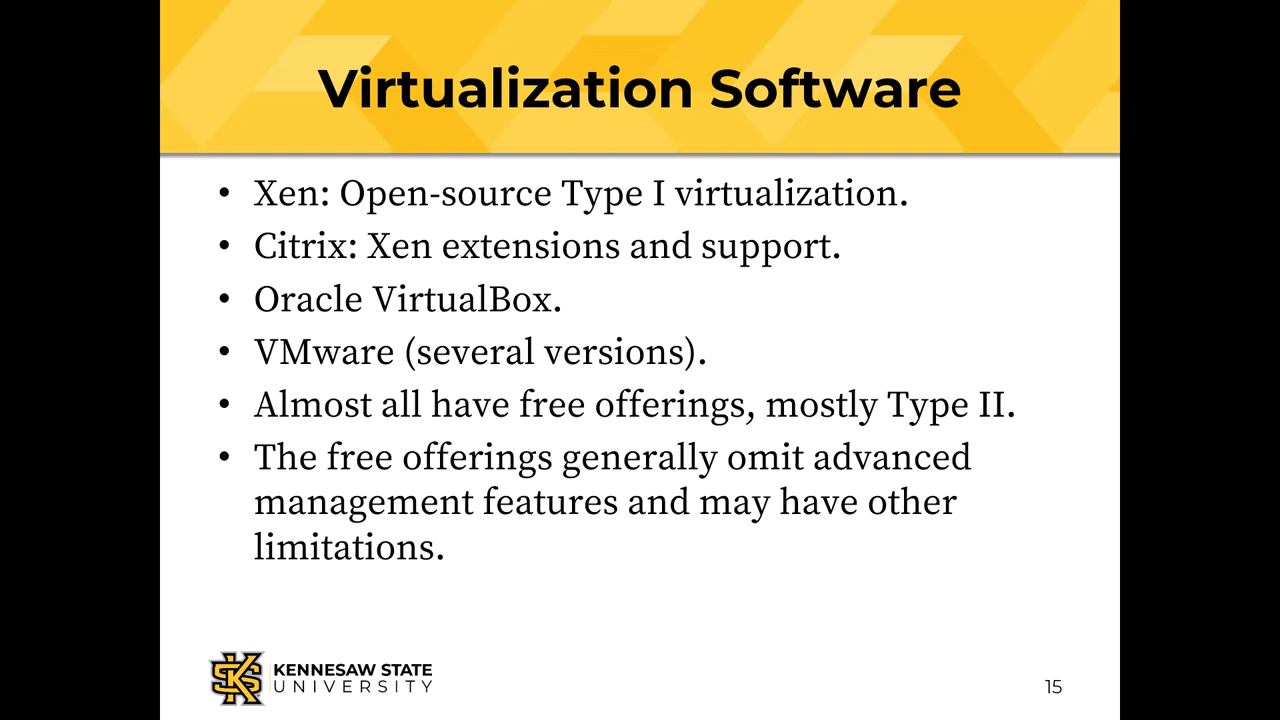 Virtualization Software
• Xen: Open-source Type I virtualization.
• Citrix: Xen extensions and support.
• Oracle VirtualBox.
• VMware (several versions).
• Almost all have free offerings, mostly Type II.
• The free offerings generally omit advanced
management features and may have other
limitations.
KS
KENNESAW STATE
UNIVERSITY
15